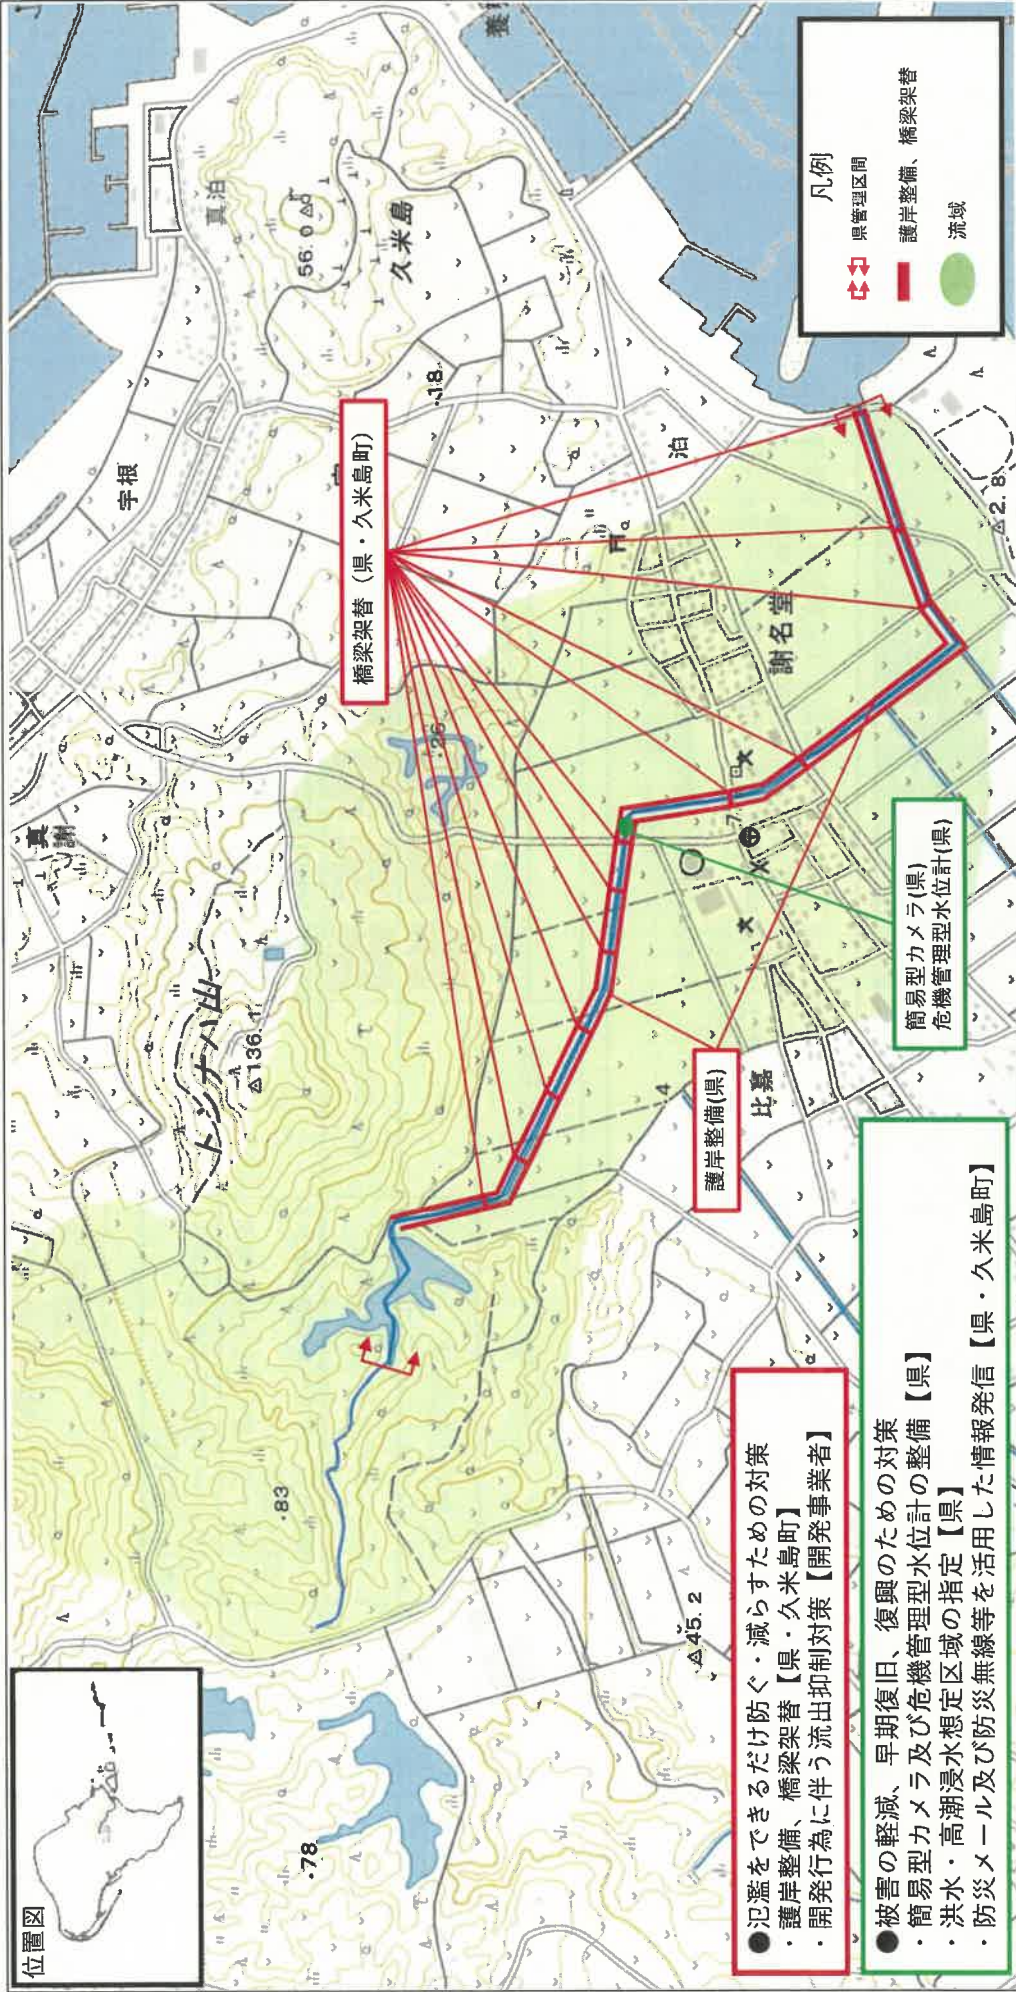 位置図
宇根
真謝
真泊
56.0
久米島
・18
養
トンナハ山
△136.1
橋梁架替（県・久米島町）
・26
泊
謝名堂
△2.8
・83
・78
△45.2
4
7
比嘉
護岸整備(県)
簡易型カメラ(県)
危機管理型水位計(県)
凡例
県管理区間
護岸整備、橋梁架替
流域
●氾濫をできるだけ防ぐ・減らすための対策
・護岸整備、橋梁架替【県・久米島町】
・開発行為に伴う流出抑制対策【開発事業者】
●被害の軽減、早期復旧、復興のための対策
・簡易型カメラ及び危機管理型水位計の整備【県】
・洪水・高潮浸水想定区域の指定【県】
・防災メール及び防災無線等を活用した情報発信【県・久米島町】